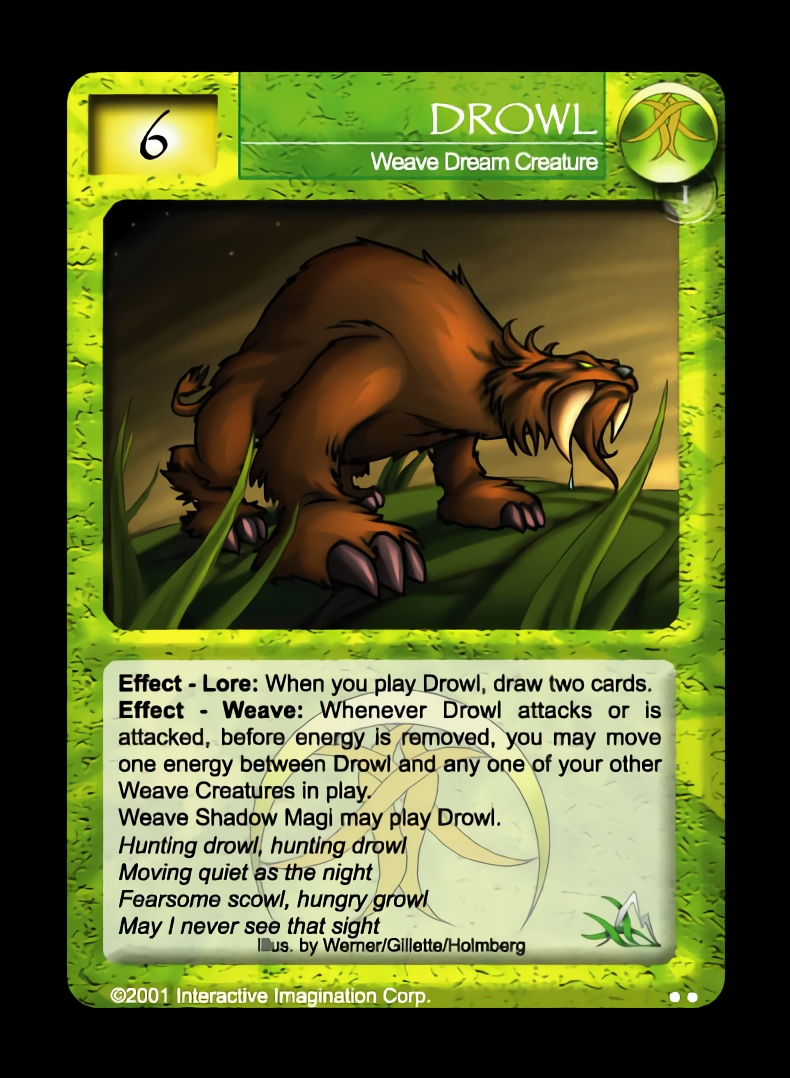 6
DROWL
Weave Dream Creature
I
Effect - Lore: When you play Drowl, draw two cards.
Effect - Weave: Whenever Drowl attacks or is
attacked, before energy is removed, you may move
one energy between Drowl and any one of your other
Weave Creatures in play.
Weave Shadow Magi may play Drowl.
Hunting drowl, hunting drowl
Moving quiet as the night
Fearsome scowl, hungry growl
May I never see that sight
Illus. by Werner/Gillette/Holmberg
©2001 Interactive Imagination Corp.